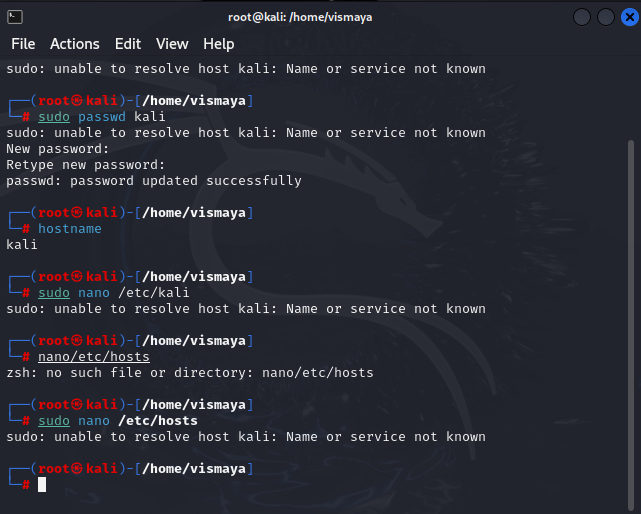 root@kali: /home/vismaya
File Actions Edit View Help
sudo: unable to resolve host kali: Name or service not known
┌──(root㉿kali)-[/home/vismaya]
└─# sudo passwd kali
sudo: unable to resolve host kali: Name or service not known
New password:
Retype new password:
passwd: password updated successfully
┌──(root㉿kali)-[/home/vismaya]
└─# hostname
kali
┌──(root㉿kali)-[/home/vismaya]
└─# sudo nano /etc/kali
sudo: unable to resolve host kali: Name or service not known
┌──(root㉿kali)-[/home/vismaya]
└─# nano/etc/hosts
zsh: no such file or directory: nano/etc/hosts
┌──(root㉿kali)-[/home/vismaya]
└─# sudo nano /etc/hosts
sudo: unable to resolve host kali: Name or service not known
┌──(root㉿kali)-[/home/vismaya]
└─#